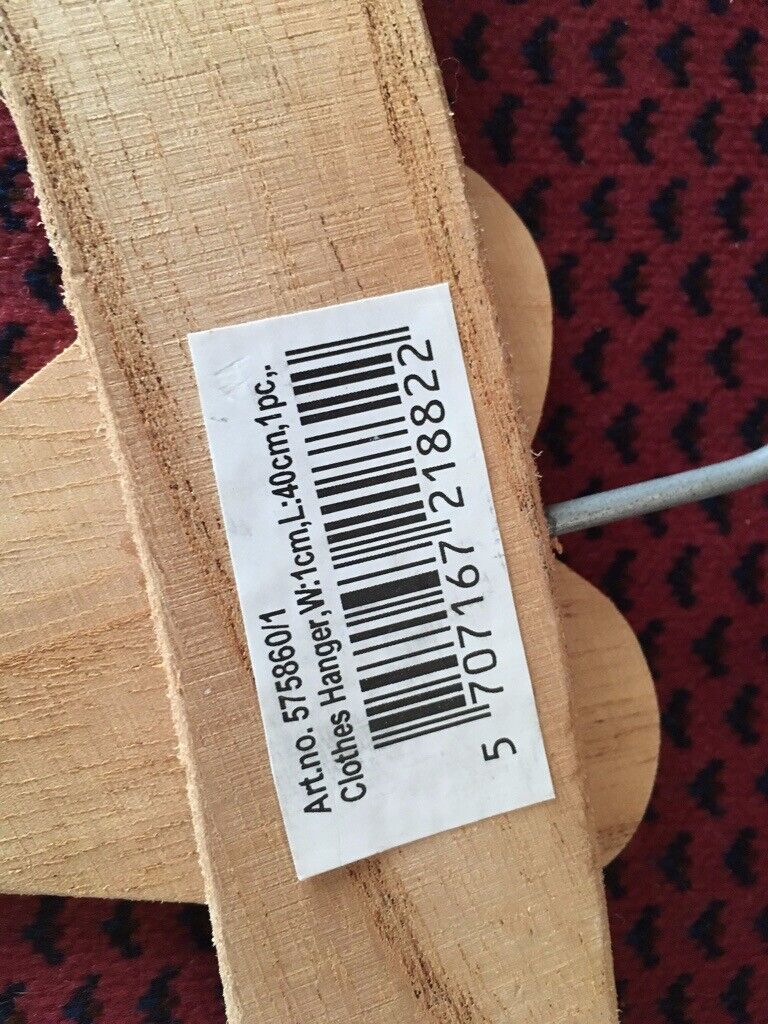 Art.no. 575860/1
Clothes Hanger,W:1cm,L:40cm,1pc,.
5 707167 218822